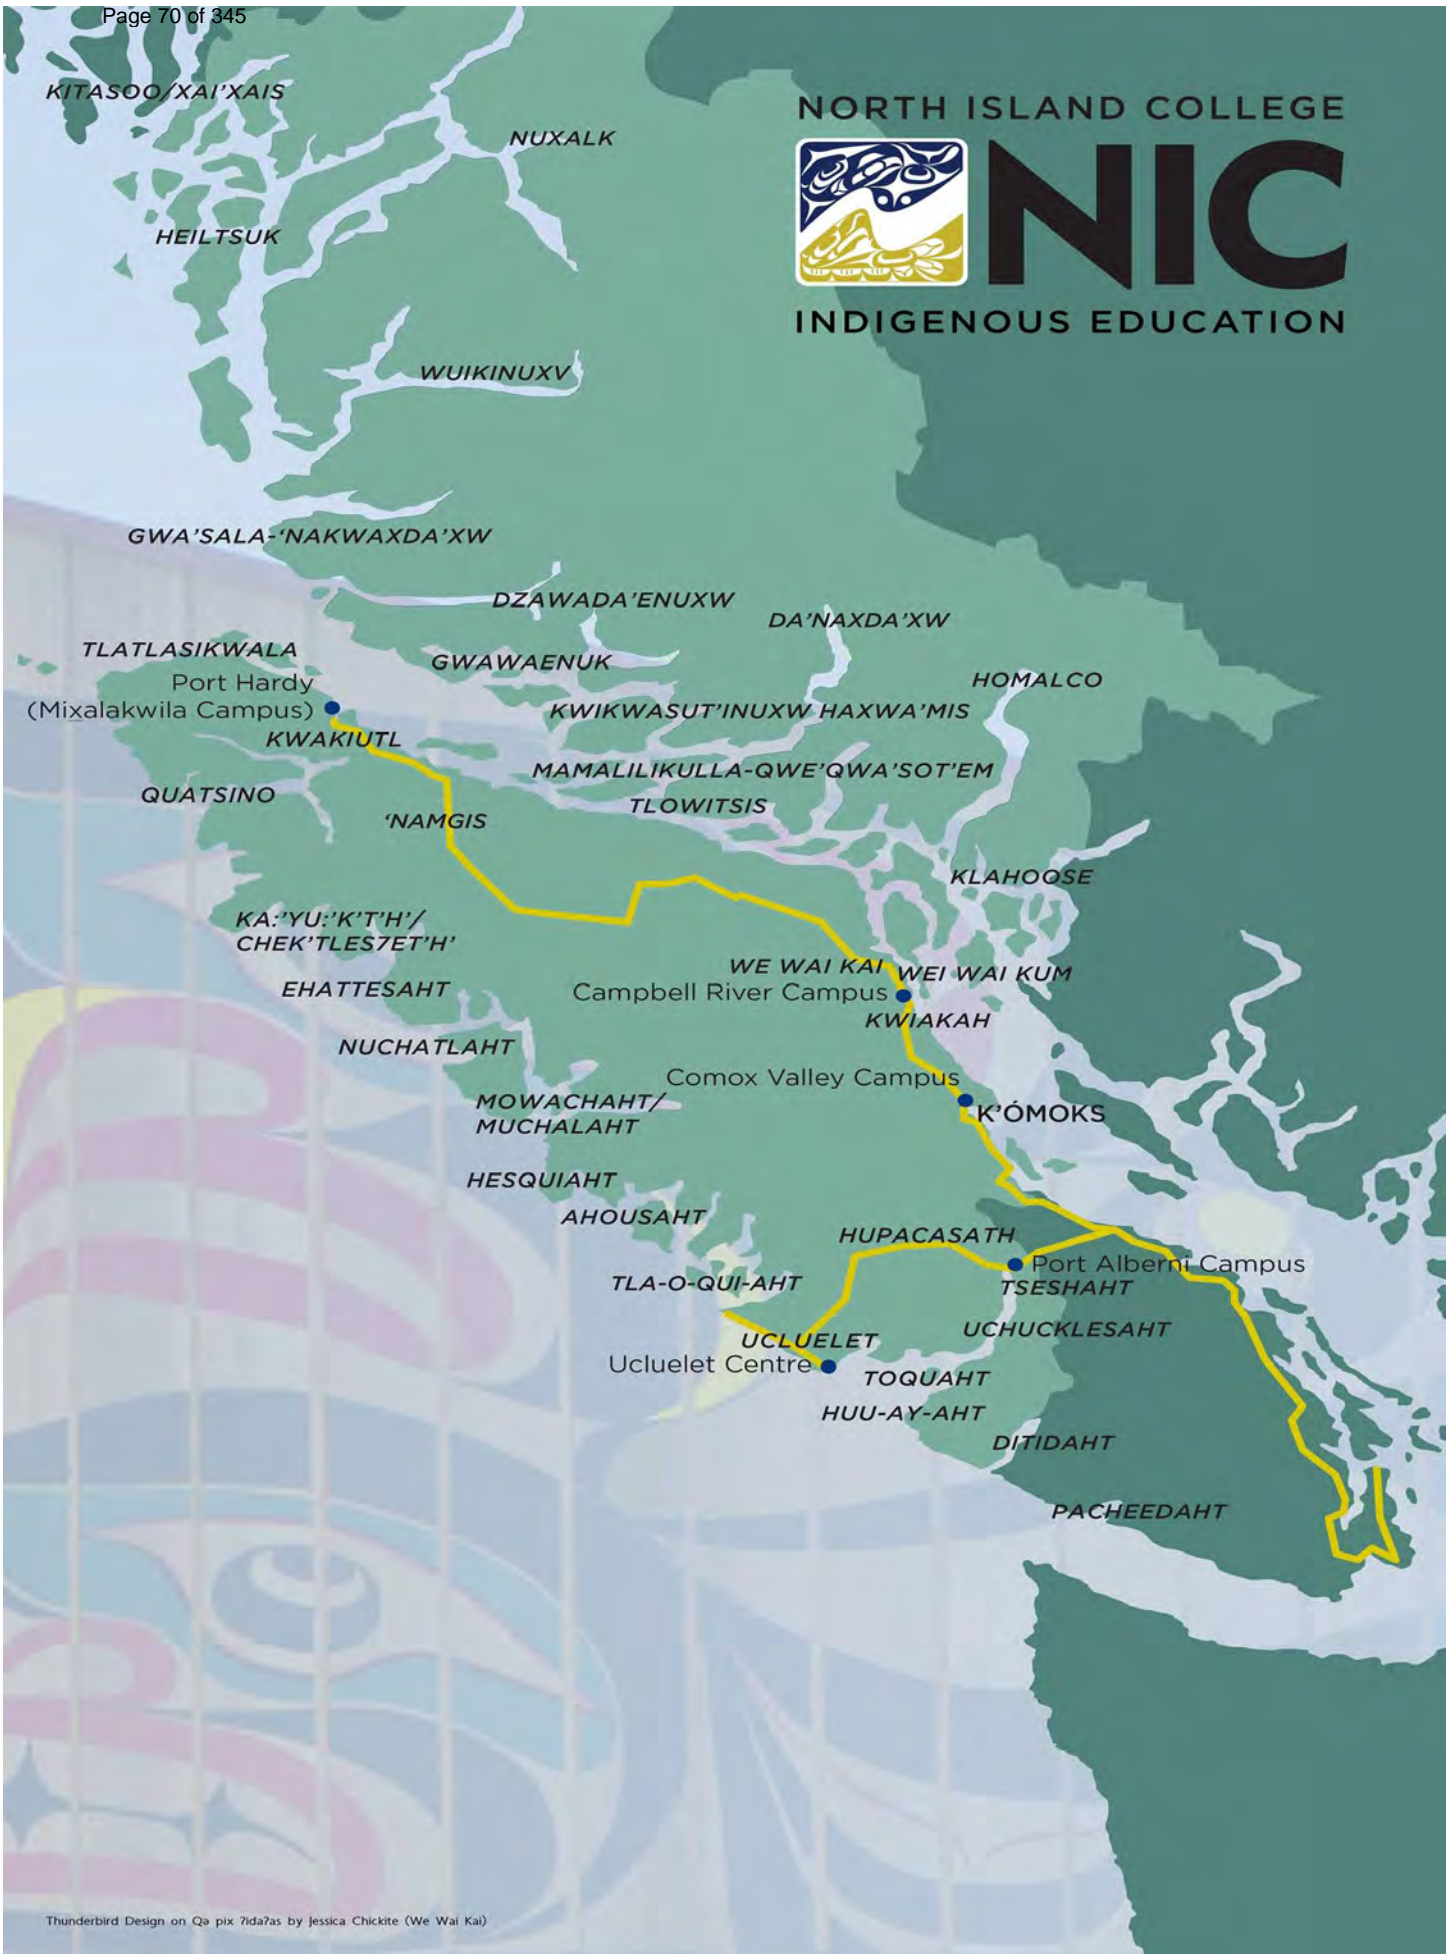 Page 70 of 345
NORTH ISLAND COLLEGE
NIC
INDIGENOUS EDUCATION
KITASOO/XAI'XAIS
NUXALK
HEILTSUK
WUIKINUXV
GWA'SALA-'NAKWAXDA'XW
DZAWADA'ENUXW
DA'NAXDA'XW
TLATLASIKWALA
GWAWAENUK
HOMALCO
Port Hardy
(Mixalakwila Campus)
KWIKWASUT'INUXW HAXWA'MIS
KWAKIUTL
MAMALILIKULLA-QWE'QWA'SOT'EM
QUATSINO
TLOWITSIS
'NAMGIS
KLAHOOSE
KA:'YU:'K'T'H'/
CHEK'TLES7ET'H'
WE WAI KAI
WEI WAI KUM
EHATTESAHT
Campbell River Campus
KWIAKAH
NUCHATLAHT
Comox Valley Campus
MOWACHAHT/
MUCHALAHT
K'ÓMOKS
HESQUIAHT
AHOUSAHT
HUPACASATH
Port Alberni Campus
TLA-O-QUI-AHT
TSESHAHT
UCHUCKLESAHT
UCLUELET
Ucluelet Centre
TOQUAHT
HUU-AY-AHT
DITIDAHT
PACHEEDAHT
Thunderbird Design on Qə pix ?ida?as by Jessica Chickite (We Wai Kai)